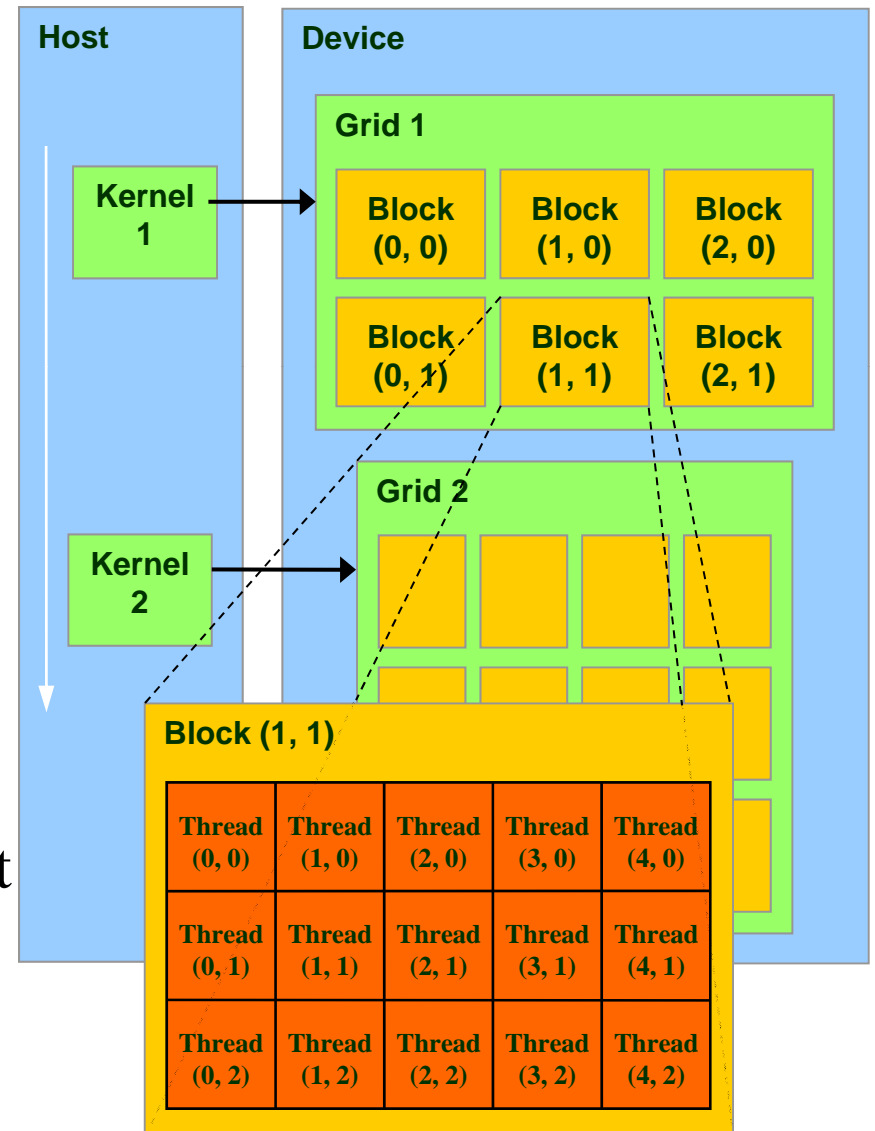 Host
Device
Grid 1
Kernel
1
Block
(0, 0)
Block
(1, 0)
Block
(2, 0)
Block
(0, 1)
Block
(1, 1)
Block
(2, 1)
Grid 2
Kernel
2
Block (1, 1)
Thread
(0, 0)
Thread
(1, 0)
Thread
(2, 0)
Thread
(3, 0)
Thread
(4, 0)
t
Thread
(0, 1)
Thread
(1, 1)
Thread
(2, 1)
Thread
(3, 1)
Thread
(4, 1)
Thread
(0, 2)
Thread
(1, 2)
Thread
(2, 2)
Thread
(3, 2)
Thread
(4, 2)